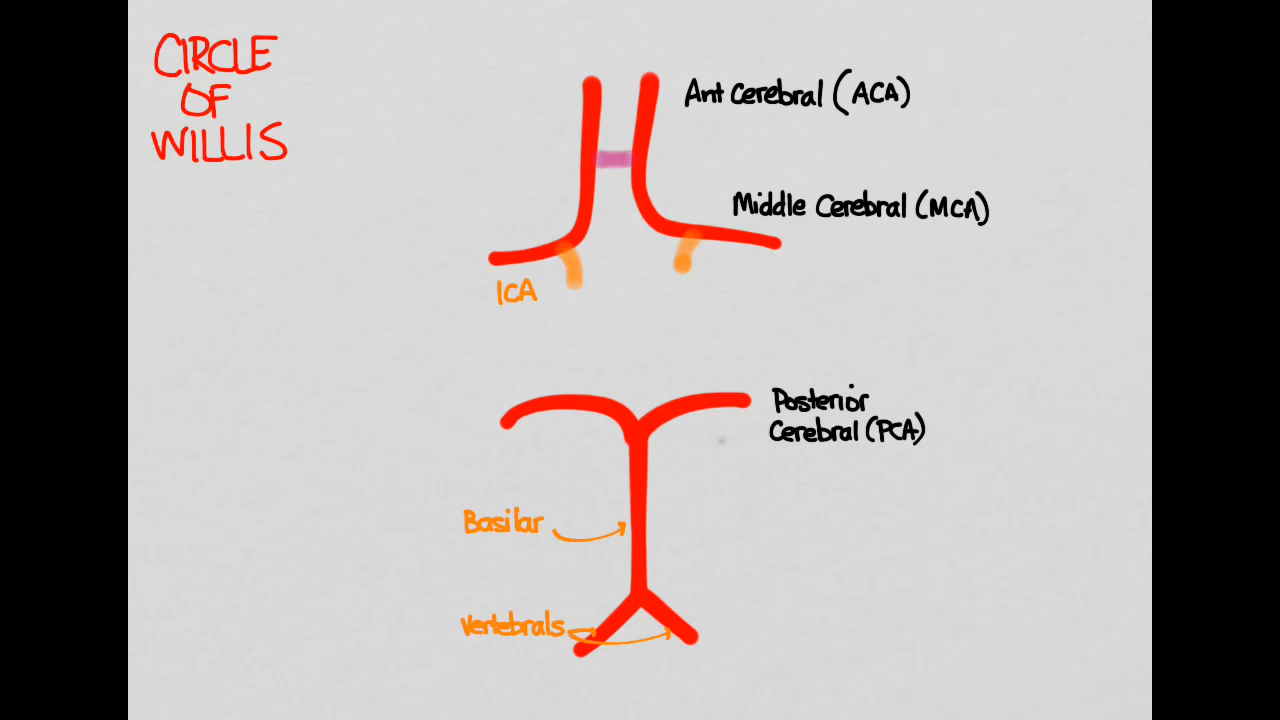 CIRCLE
OF
WILLIS
Ant Cerebral (ACA)
Middle Cerebral (MCA)
ICA
Posterior
Cerebral (PCA)
Basilar
Vertebrals